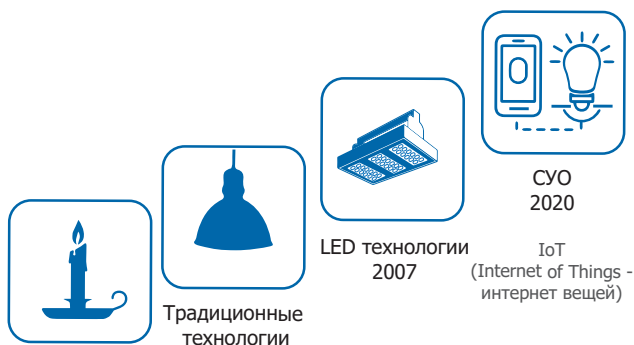 СУО
2020
LED технологии
2007
IoT
(Internet of Things -
интернет вещей)
Традиционные
технологии